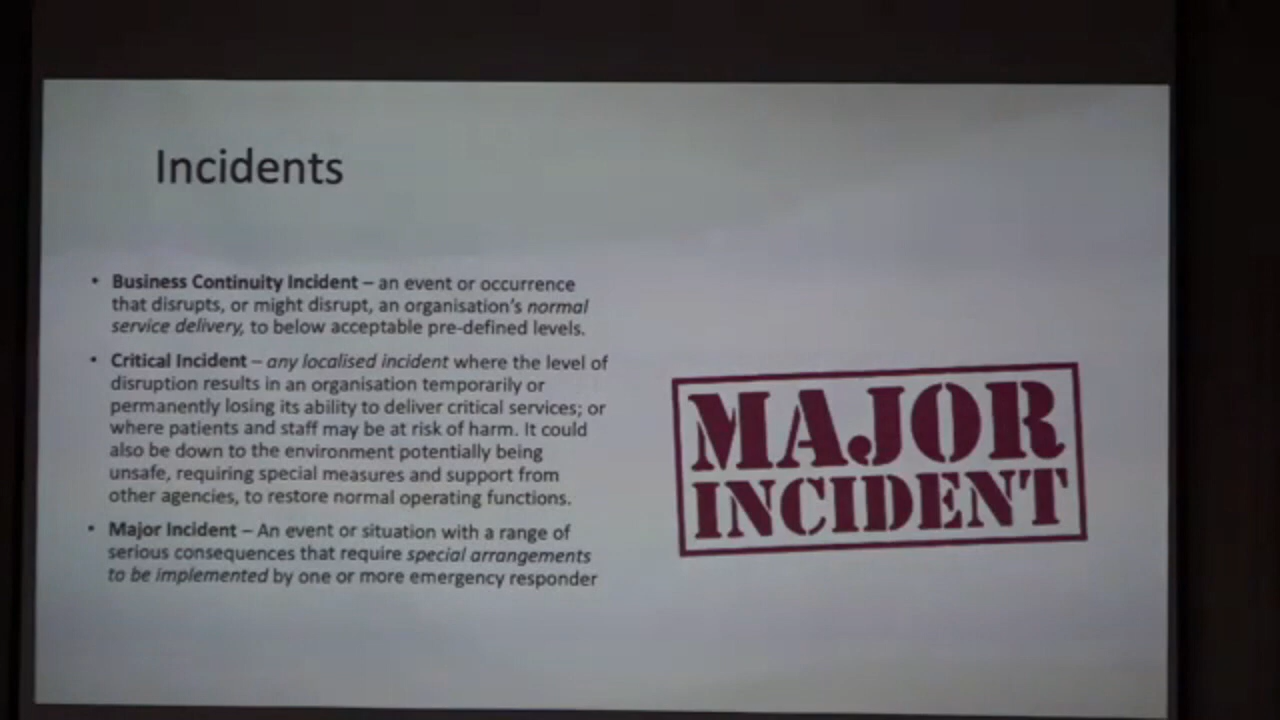 Incidents
• Business Continuity Incident – an event or occurrence
that disrupts, or might disrupt, an organisation's normal
service delivery, to below acceptable pre-defined levels.
• Critical Incident – any localised incident where the level of
disruption results in an organisation temporarily or
permanently losing its ability to deliver critical services; or
where patients and staff may be at risk of harm. It could
also be down to the environment potentially being
unsafe, requiring special measures and support from
other agencies, to restore normal operating functions.
• Major Incident – An event or situation with a range of
serious consequences that require special arrangements
to be implemented by one or more emergency responder
MAJOR
INCIDENT